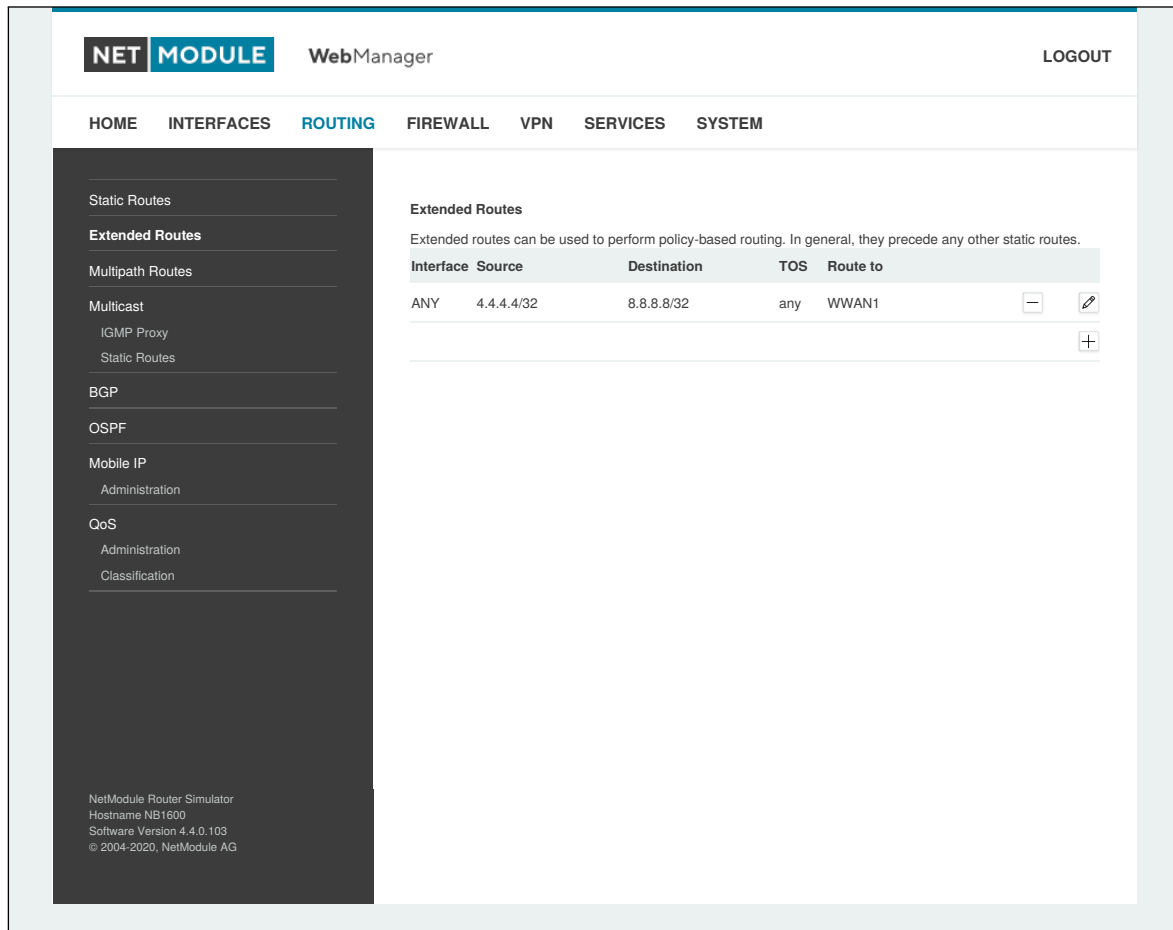 NET MODULE WebManager LOGOUT
HOME INTERFACES ROUTING FIREWALL VPN SERVICES SYSTEM
Static Routes
Extended Routes
Multipath Routes
Multicast
IGMP Proxy
Static Routes
BGP
OSPF
Mobile IP
Administration
QoS
Administration
Classification
NetModule Router Simulator
Hostname NB1600
Software Version 4.4.0.103
© 2004-2020, NetModule AG
Extended Routes
Extended routes can be used to perform policy-based routing. In general, they precede any other static routes.
Interface Source Destination TOS Route to
ANY 4.4.4.4/32 8.8.8.8/32 any WWAN1